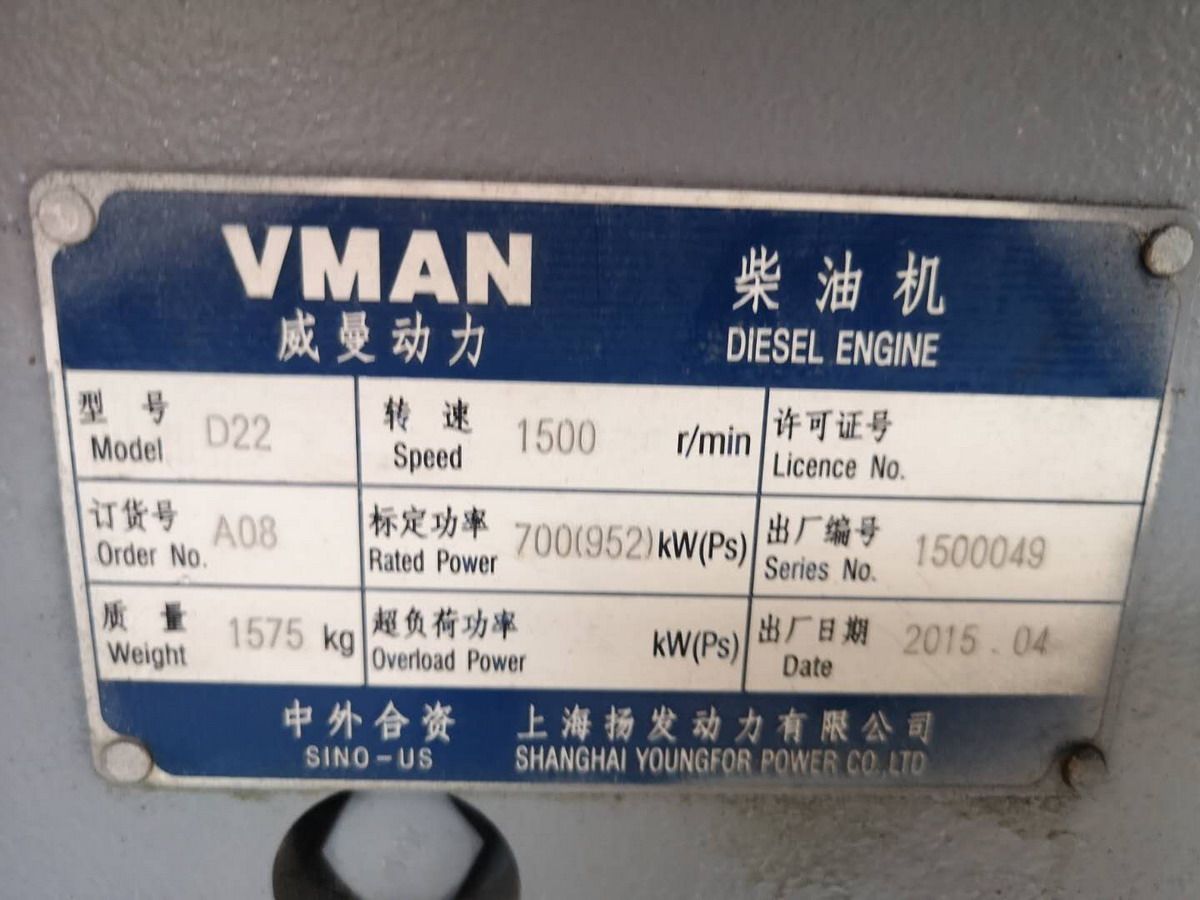 VMAN
威曼动力
柴油机
DIESEL ENGINE
型号 D22
Model
转速 1500 r/min
Speed
许可证号
Licence No.
订货号 A08
Order No.
标定功率 700(952) kW(Ps)
Rated Power
出厂编号 1500049
Series No.
质量 1575 kg
Weight
超负荷功率 kW(Ps)
Overload Power
出厂日期 2015.04
Date
中外合资 上海扬发动力有限公司
SINO-US SHANGHAI YOUNGFOR POWER CO.,LTD